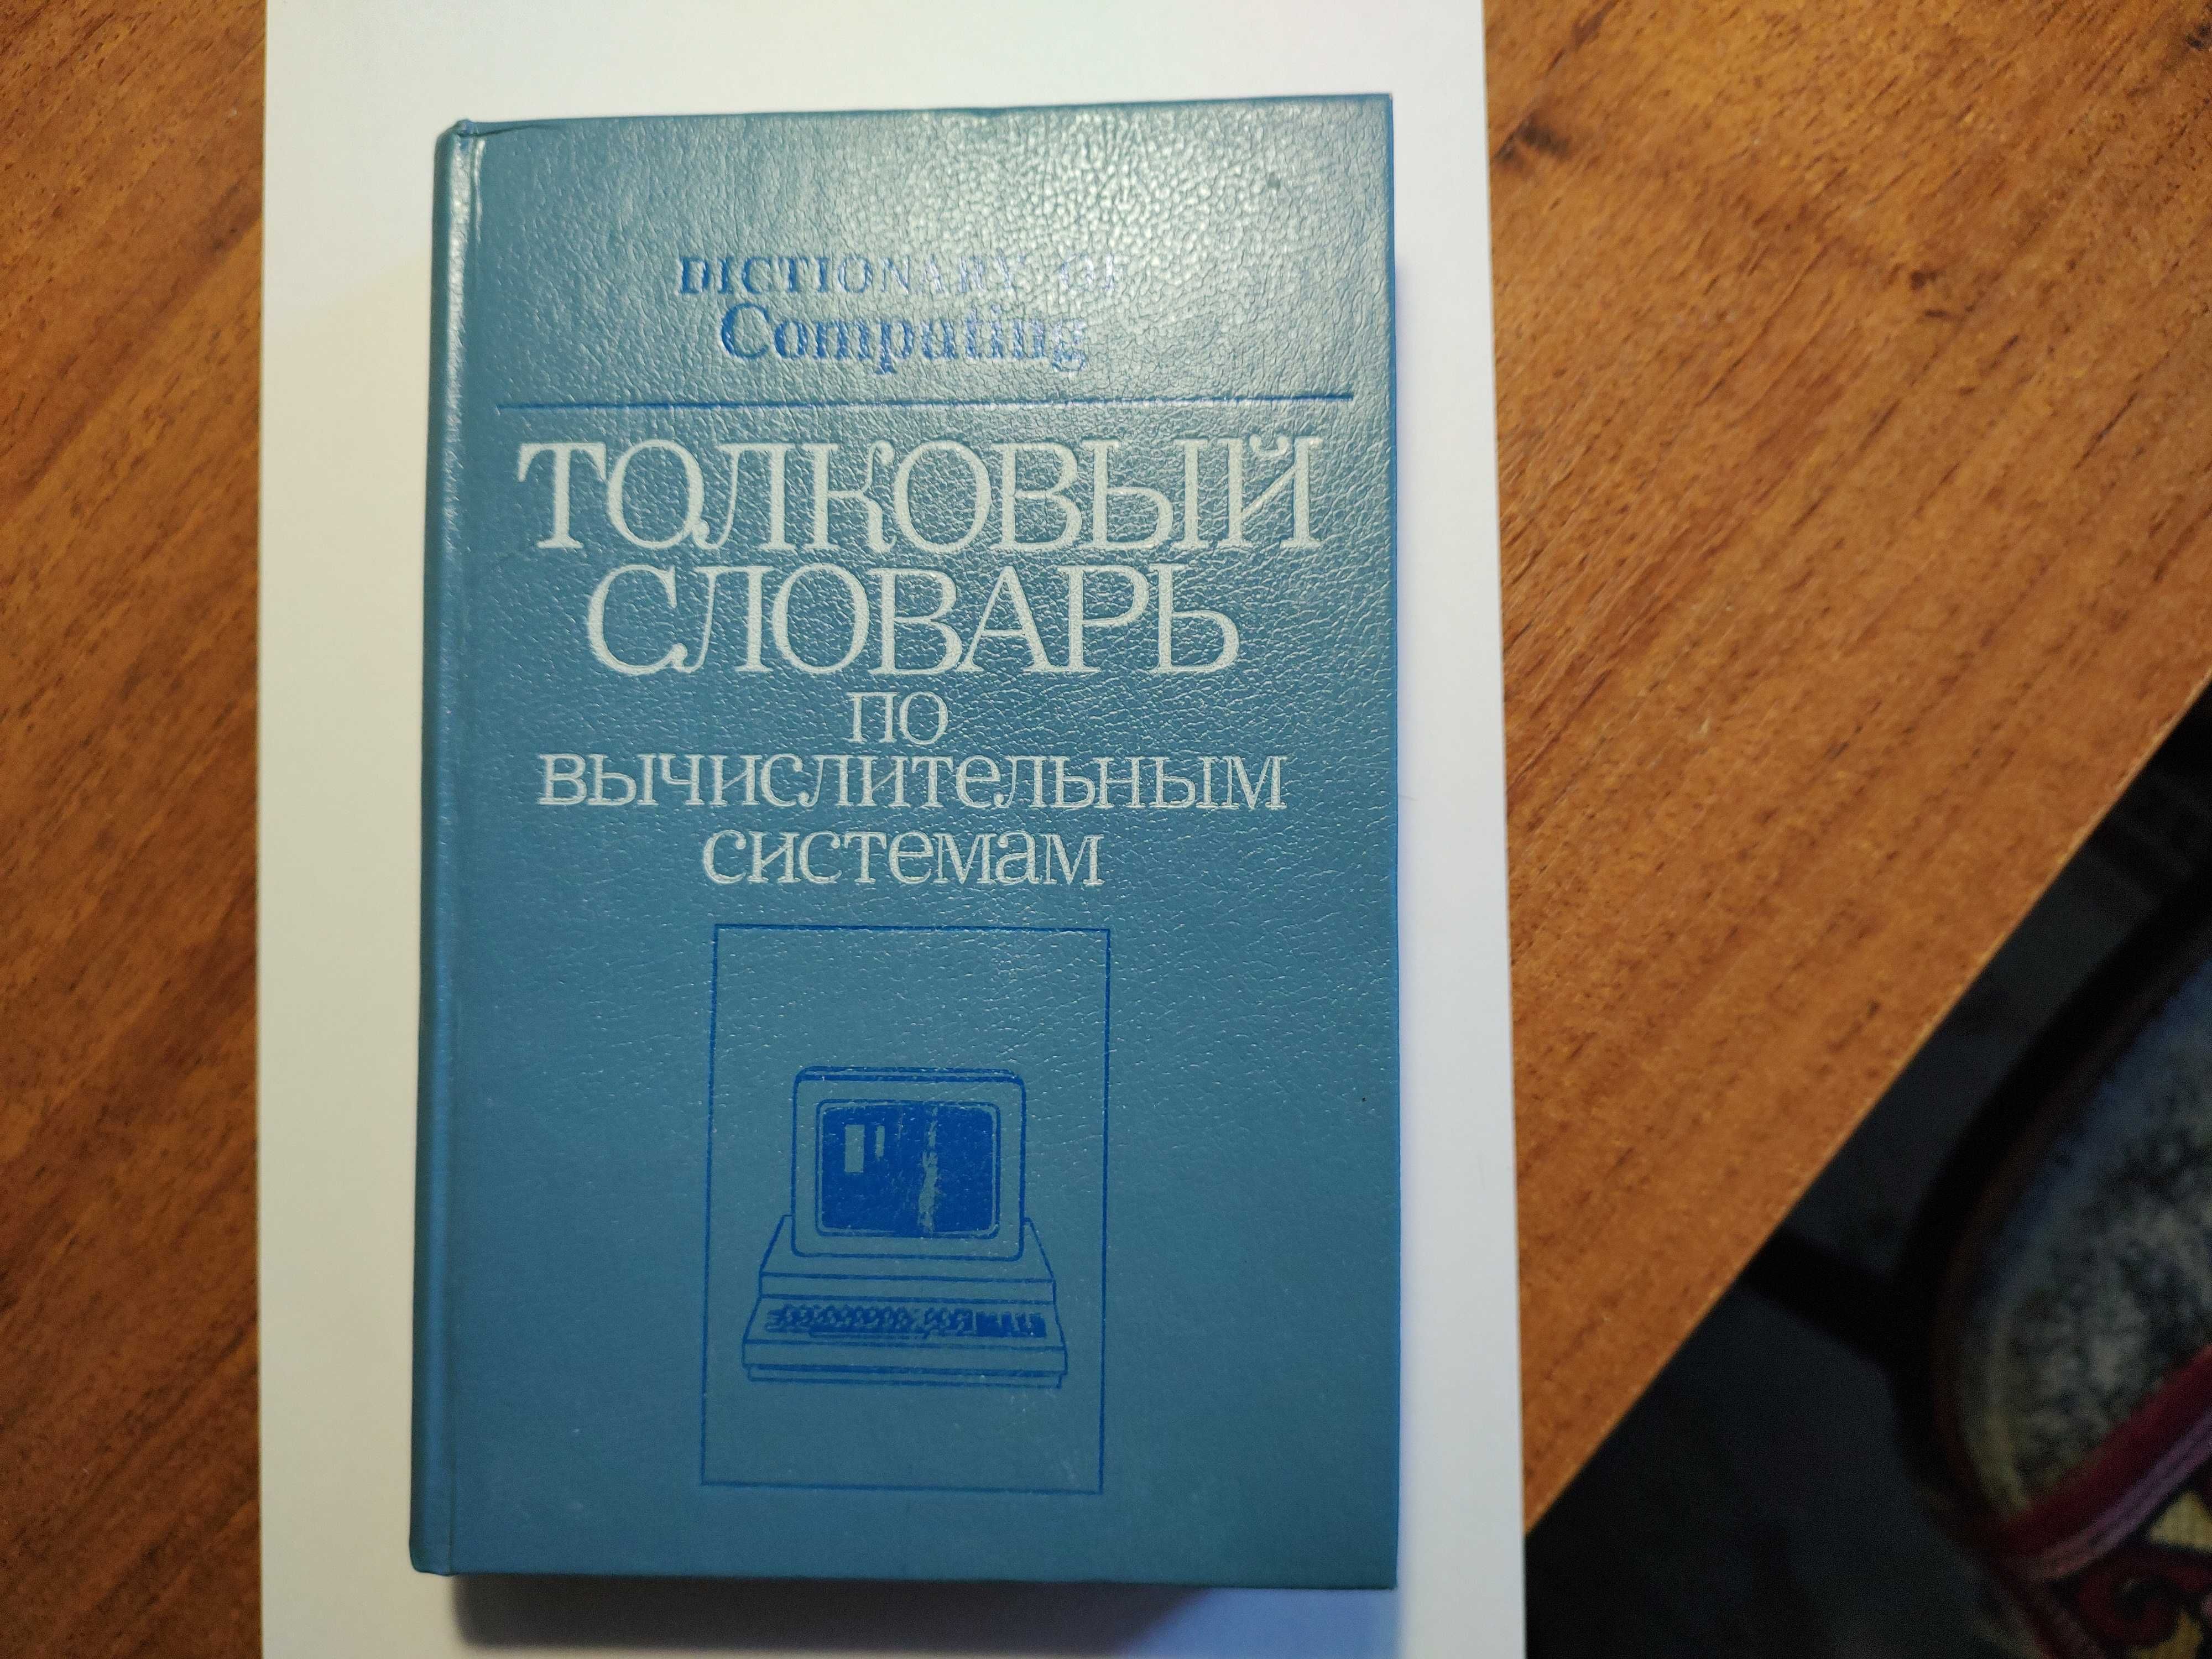 DICTIONARY OF
Computing
ТОЛКОВЫЙ
СЛОВАРЬ
по
вычислительным
системам